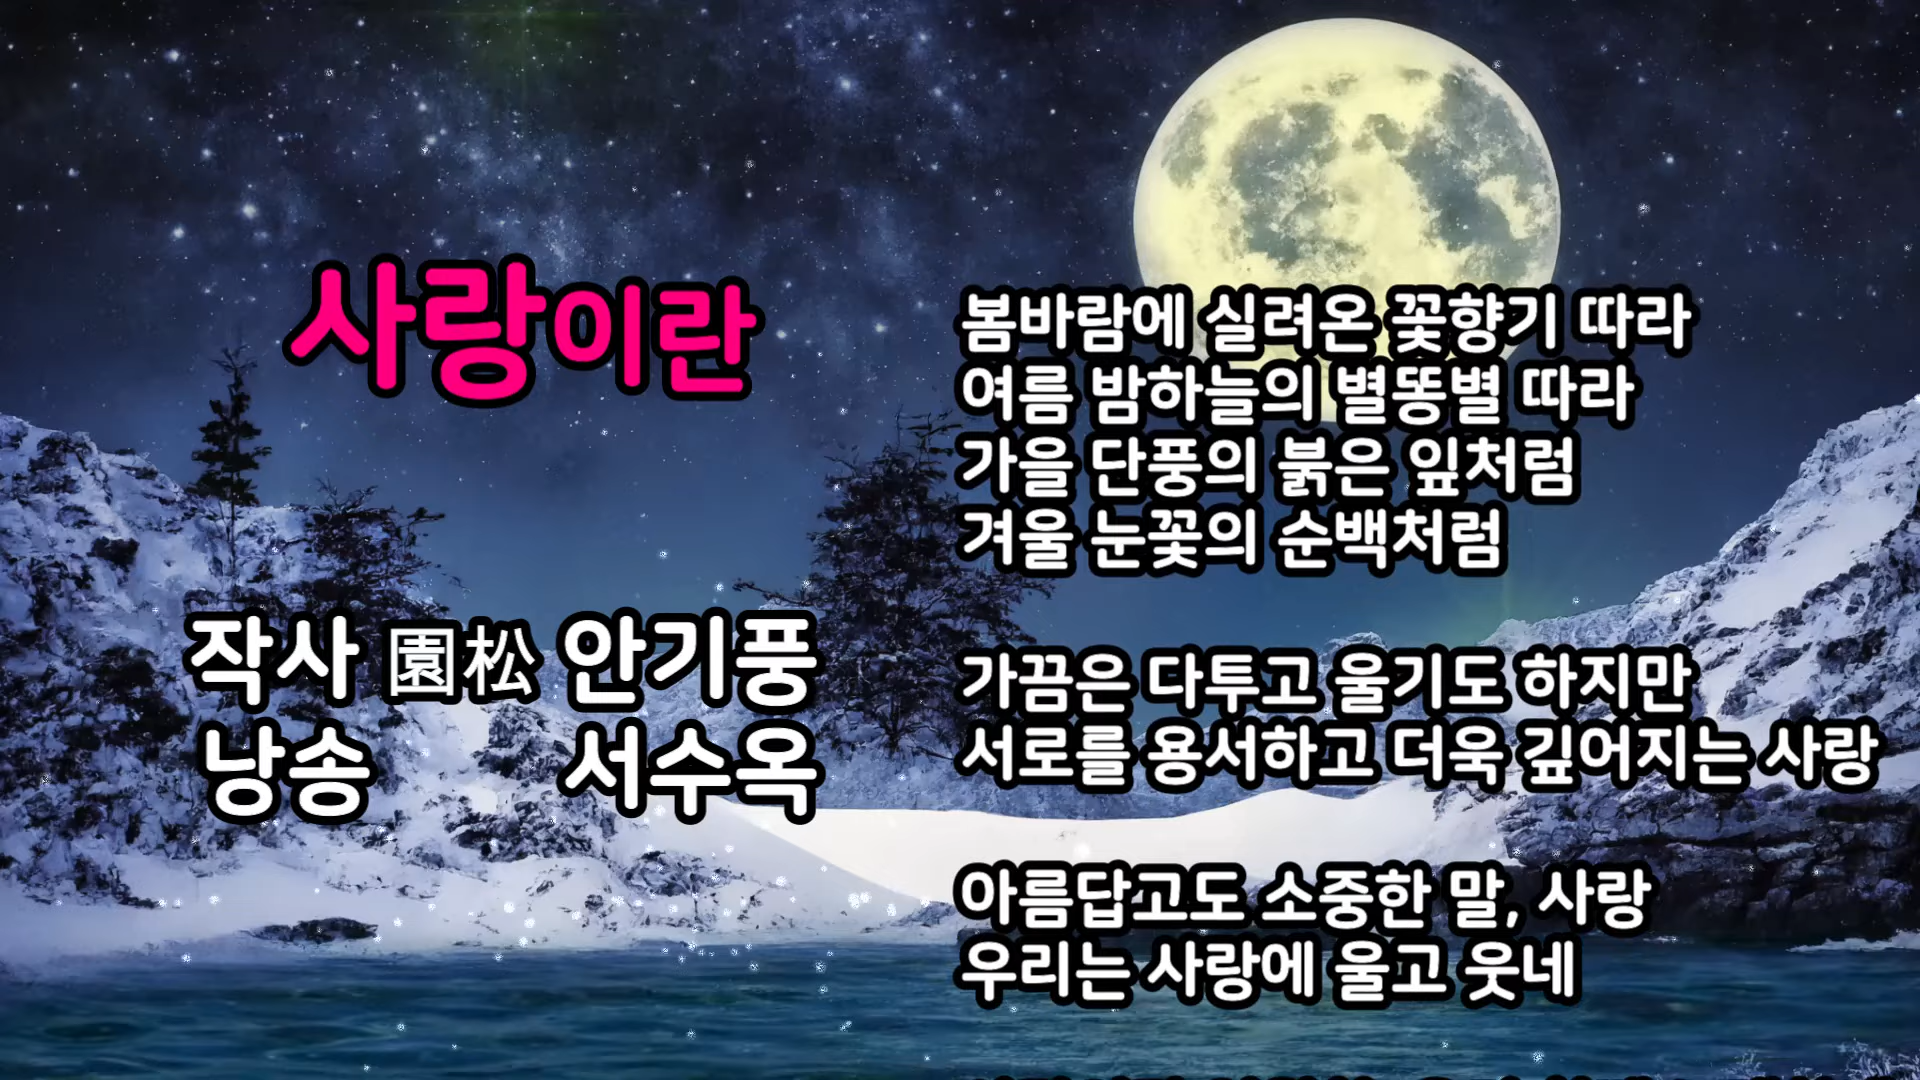 사랑이란
작사 園松 안기풍
낭송 서수옥
봄바람에 실려온 꽃향기 따라
여름 밤하늘의 별똥별 따라
가을 단풍의 붉은 잎처럼
겨울 눈꽃의 순백처럼
가끔은 다투고 울기도 하지만
서로를 용서하고 더욱 깊어지는 사랑
아름답고도 소중한 말, 사랑
우리는 사랑에 울고 웃네